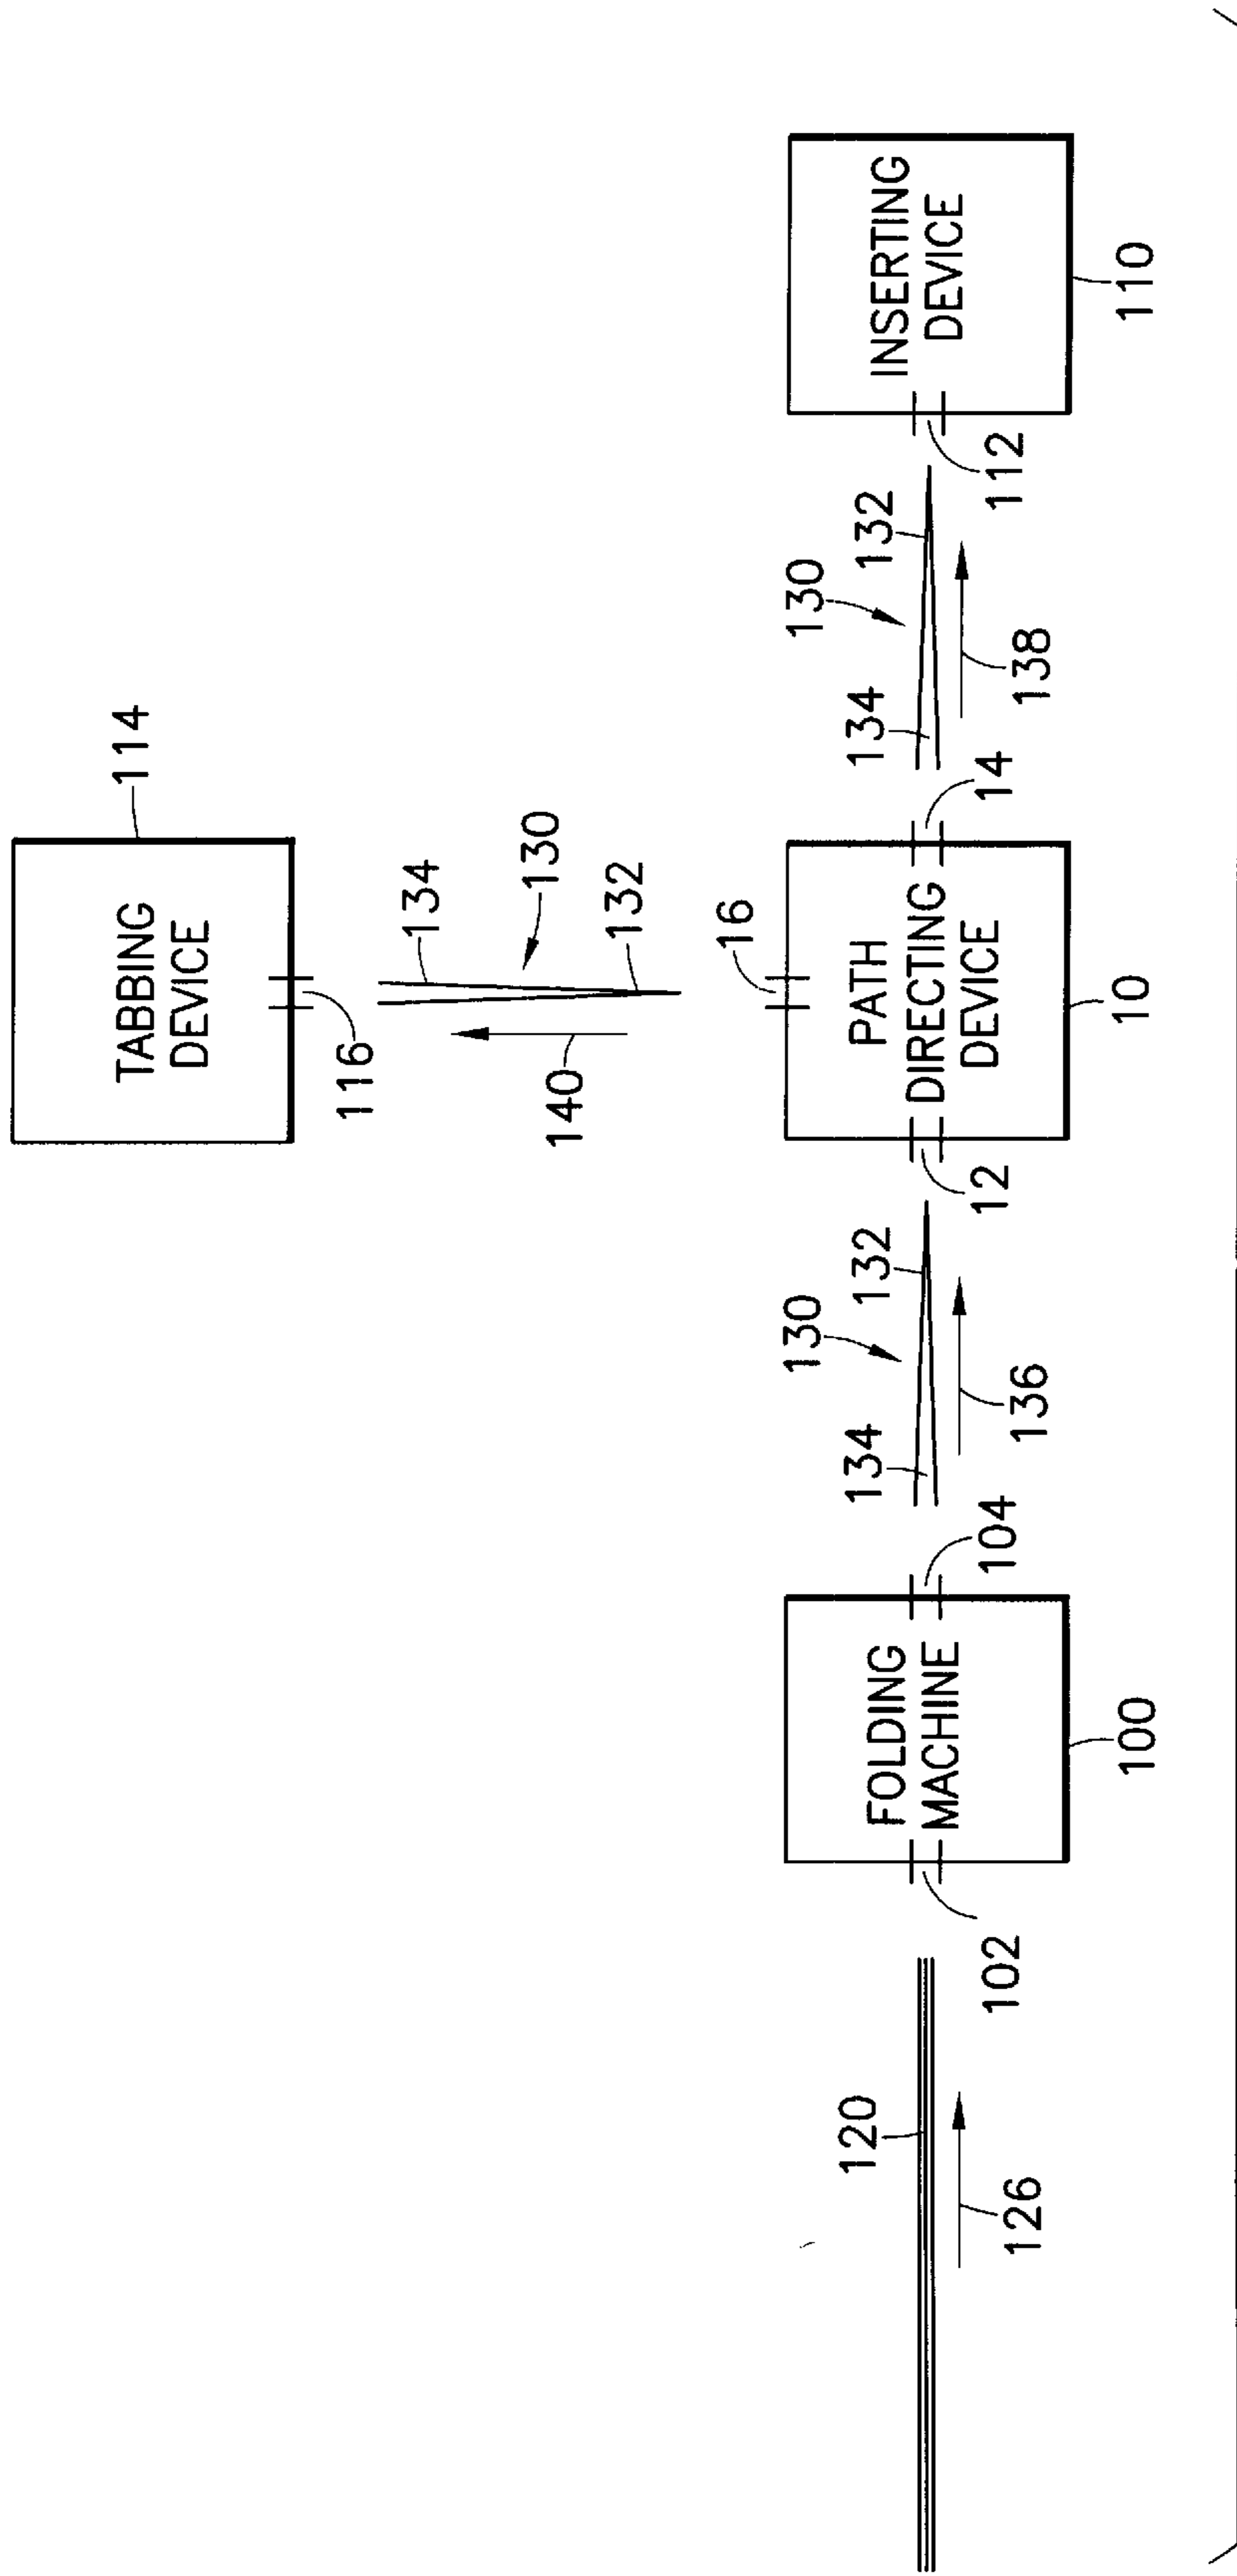 TABBING
DEVICE
114
116
134
130
140
132
16
120
126
102
FOLDING
MACHINE
100
104
134
130
132
136
12
PATH
DIRECTING
DEVICE
10
14
134
130
132
138
112
INSERTING
DEVICE
110